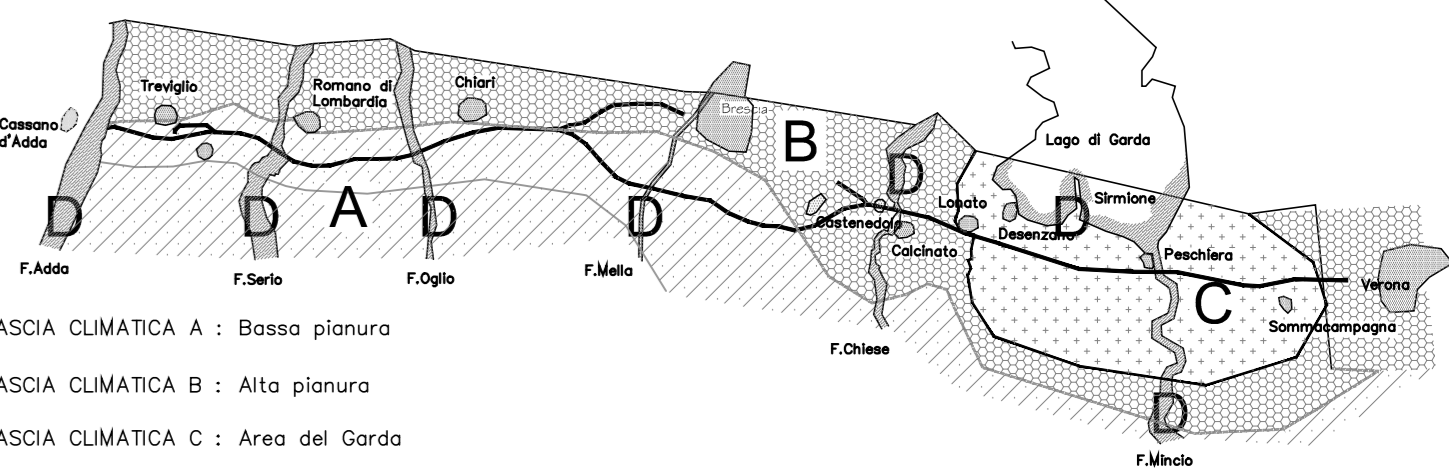 Treviglio
Romano di
Lombardia
Chiari
Brescia
B
Cassano
d'Adda
Lago di Garda
D
Sirmione
Lonato
A
D
D
D
D
D
Castenedolo
Desenzano
Calcinato
Peschiera
F.Adda
F.Serio
F.Oglio
F.Mella
C
Verona
Sommacampagna
F.Chiese
ASCIA CLIMATICA A : Bassa pianura
ASCIA CLIMATICA B : Alta pianura
D
ASCIA CLIMATICA C : Area del Garda
F.Mincio